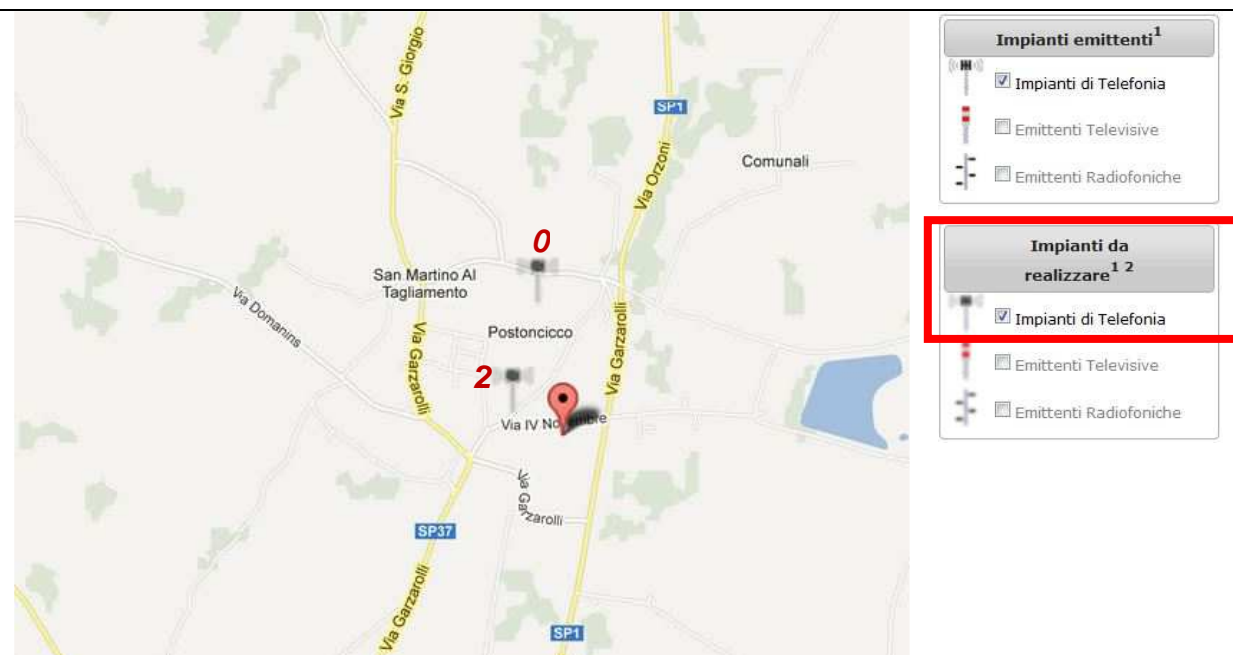 Via S. Giorgio
SP1
Via Orzoni
Comunali
0
San Martino Al
Tagliamento
Via Domanins
Postoncicco
Via Garzarolli
Via Garzarolli
2
Via IV Novembre
Via Garzarolli
SP37
Via Garzarolli
SP1
Impianti emittenti1
Impianti di Telefonia
Emittenti Televisive
Emittenti Radiofoniche
Impianti da
realizzare1 2
Impianti di Telefonia
Emittenti Televisive
Emittenti Radiofoniche